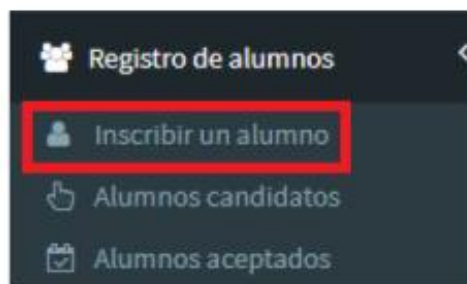 Registro de alumnos
Inscribir un alumno
Alumnos candidatos
Alumnos aceptados